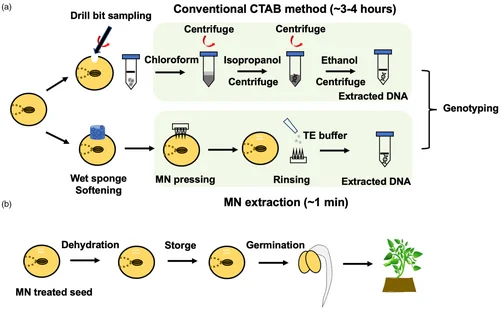 (a)
Conventional CTAB method (~3-4 hours)
Drill bit sampling
Centrifuge
Centrifuge
Chloroform
Isopropanol
Ethanol
Centrifuge
Centrifuge
Extracted DNA
Genotyping
TE buffer
Wet sponge
Softening
MN pressing
Rinsing
Extracted DNA
MN extraction (~1 min)
(b)
Dehydration
Storge
Germination
MN treated seed